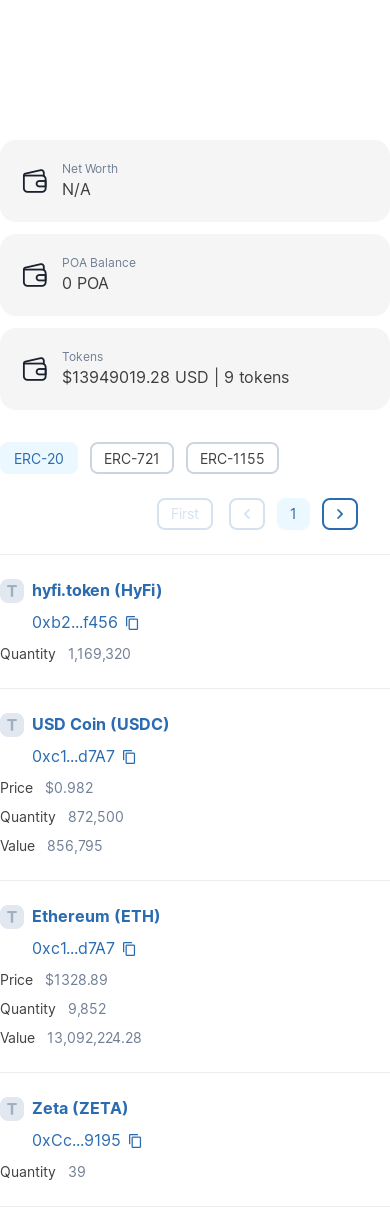 Net Worth
N/A
POA Balance
0 POA
Tokens
$13949019.28 USD | 9 tokens
ERC-20 ERC-721 ERC-1155
First 1
T hyfi.token (HyFi)
0xb2...f456
Quantity 1,169,320
T USD Coin (USDC)
0xc1...d7A7
Price $0.982
Quantity 872,500
Value 856,795
T Ethereum (ETH)
0xc1...d7A7
Price $1328.89
Quantity 9,852
Value 13,092,224.28
T Zeta (ZETA)
0xCc...9195
Quantity 39